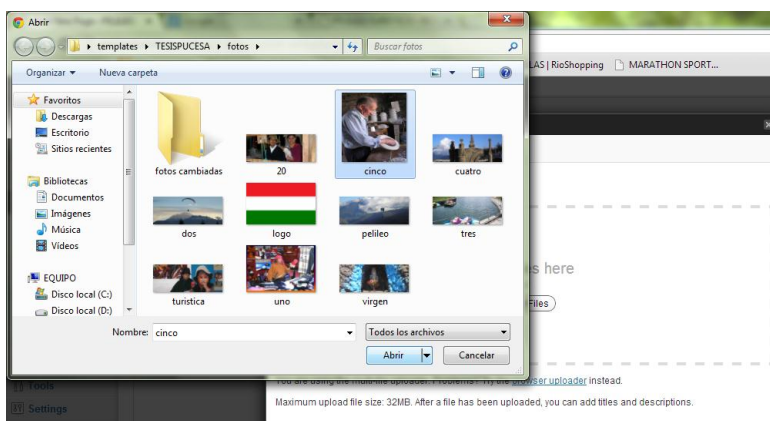 Abrir
templates ▸ TESISPUCESA ▸ fotos ▸
Buscar fotos
Organizar
Nueva carpeta
Favoritos
Descargas
Escritorio
Sitios recientes
Bibliotecas
Documentos
Imágenes
Música
Vídeos
EQUIPO
Disco local (C:)
Disco local (D:)
fotos cambiadas
20
cinco
cuatro
dos
logo
pelileo
tres
turistica
uno
virgen
Nombre: cinco
Todos los archivos
Abrir
Cancelar
LAS | RioShopping
MARATHON SPORT...
s here
Files
Tools
Settings
You are using the multi-file uploader. Problems? Try the browser uploader instead.
Maximum upload file size: 32MB. After a file has been uploaded, you can add titles and descriptions.